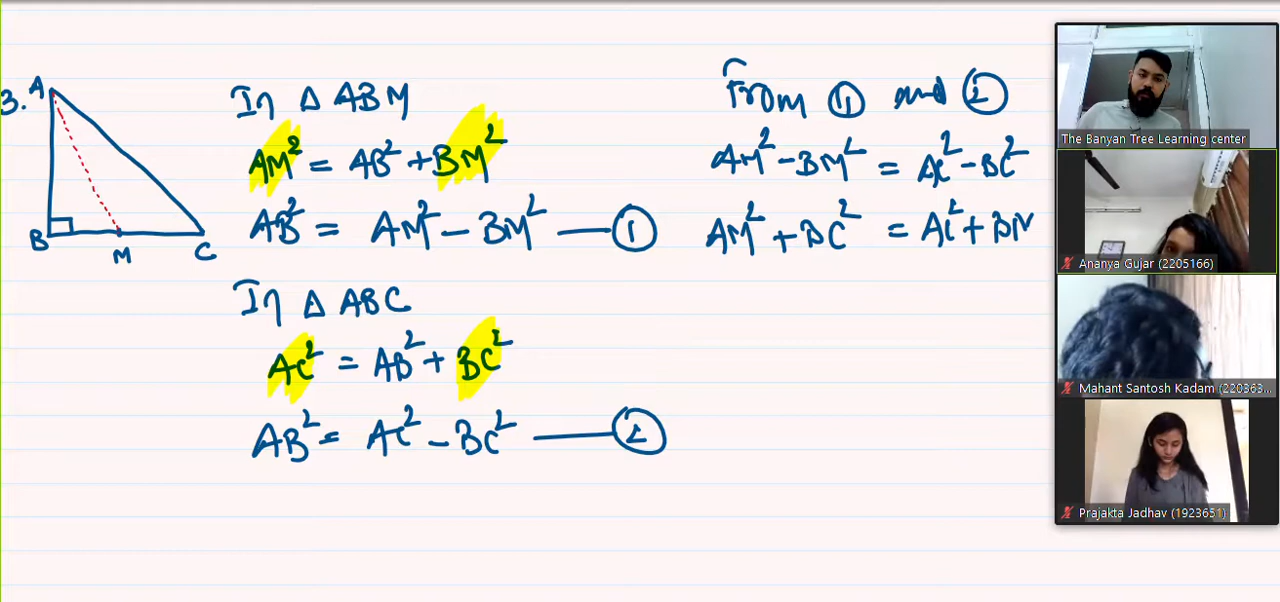 3.
A
B
M
C
In Δ ABM
AM² = AB² + BM²
AB² = AM² - BM² — ①
In Δ ABC
AC² = AB² + BC²
AB² = AC² - BC² — ②
From ① and ②
AM² - BM² = AC² - BC²
AM² + BC² = AC² + BM
The Banyan Tree Learning center
Ananya Gujar (2205166)
Mahant Santosh Kadam (220363...
Prajakta Jadhav (1923651)